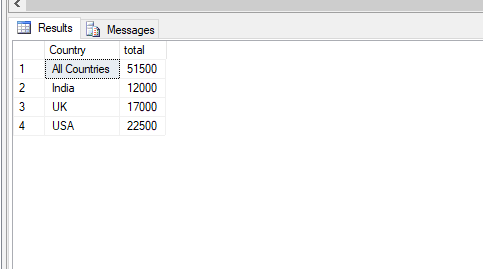 Results Messages
Country total
1 All Countries 51500
2 India 12000
3 UK 17000
4 USA 22500